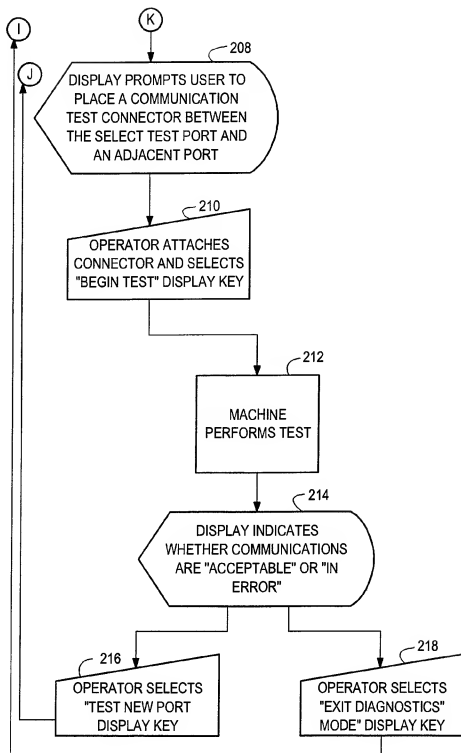 I
K
J
208
DISPLAY PROMPTS USER TO
PLACE A COMMUNICATION
TEST CONNECTOR BETWEEN
THE SELECT TEST PORT AND
AN ADJACENT PORT
210
OPERATOR ATTACHES
CONNECTOR AND SELECTS
"BEGIN TEST" DISPLAY KEY
212
MACHINE
PERFORMS TEST
214
DISPLAY INDICATES
WHETHER COMMUNICATIONS
ARE "ACCEPTABLE" OR "IN
ERROR"
216
OPERATOR SELECTS
"TEST NEW PORT
DISPLAY KEY
218
OPERATOR SELECTS
"EXIT DIAGNOSTICS"
MODE" DISPLAY KEY